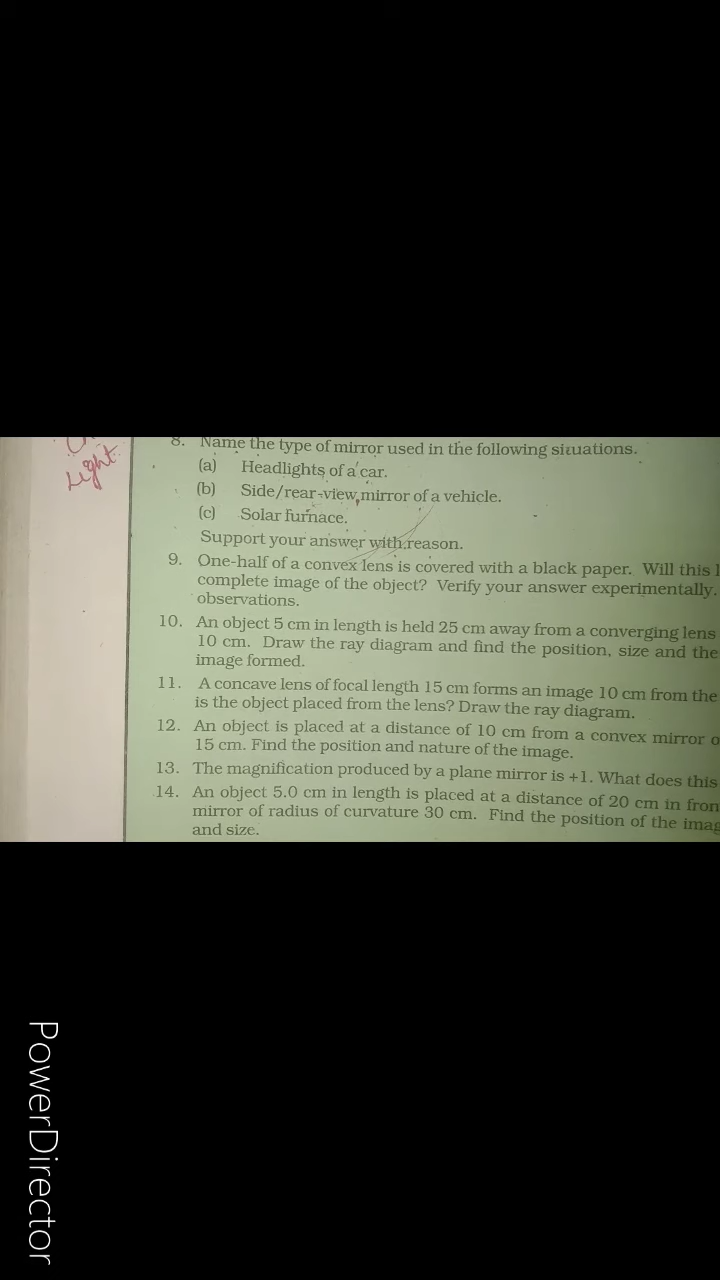 Light
8. Name the type of mirror used in the following situations.
(a) Headlights of a car.
(b) Side/rear-view mirror of a vehicle.
(c) Solar furnace.
Support your answer with reason.
9. One-half of a convex lens is covered with a black paper. Will this
complete image of the object? Verify your answer experimentally.
observations.
10. An object 5 cm in length is held 25 cm away from a converging lens
10 cm. Draw the ray diagram and find the position, size and the
image formed.
11. A concave lens of focal length 15 cm forms an image 10 cm from the
is the object placed from the lens? Draw the ray diagram.
12. An object is placed at a distance of 10 cm from a convex mirror o
15 cm. Find the position and nature of the image.
13. The magnification produced by a plane mirror is +1. What does this
14. An object 5.0 cm in length is placed at a distance of 20 cm in fron
mirror of radius of curvature 30 cm. Find the position of the imag
and size.
PowerDirector